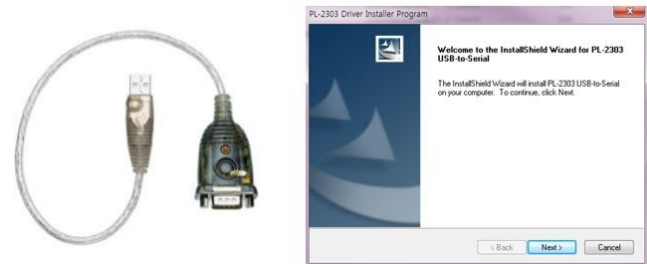 PL-2303 Driver Installer Program
Welcome to the InstallShield Wizard for PL-2303
USB-to-Serial
The InstallShield Wizard will install PL-2303 USB-to-Serial
on your computer. To continue, click Next.
< Back
Next >
Cancel